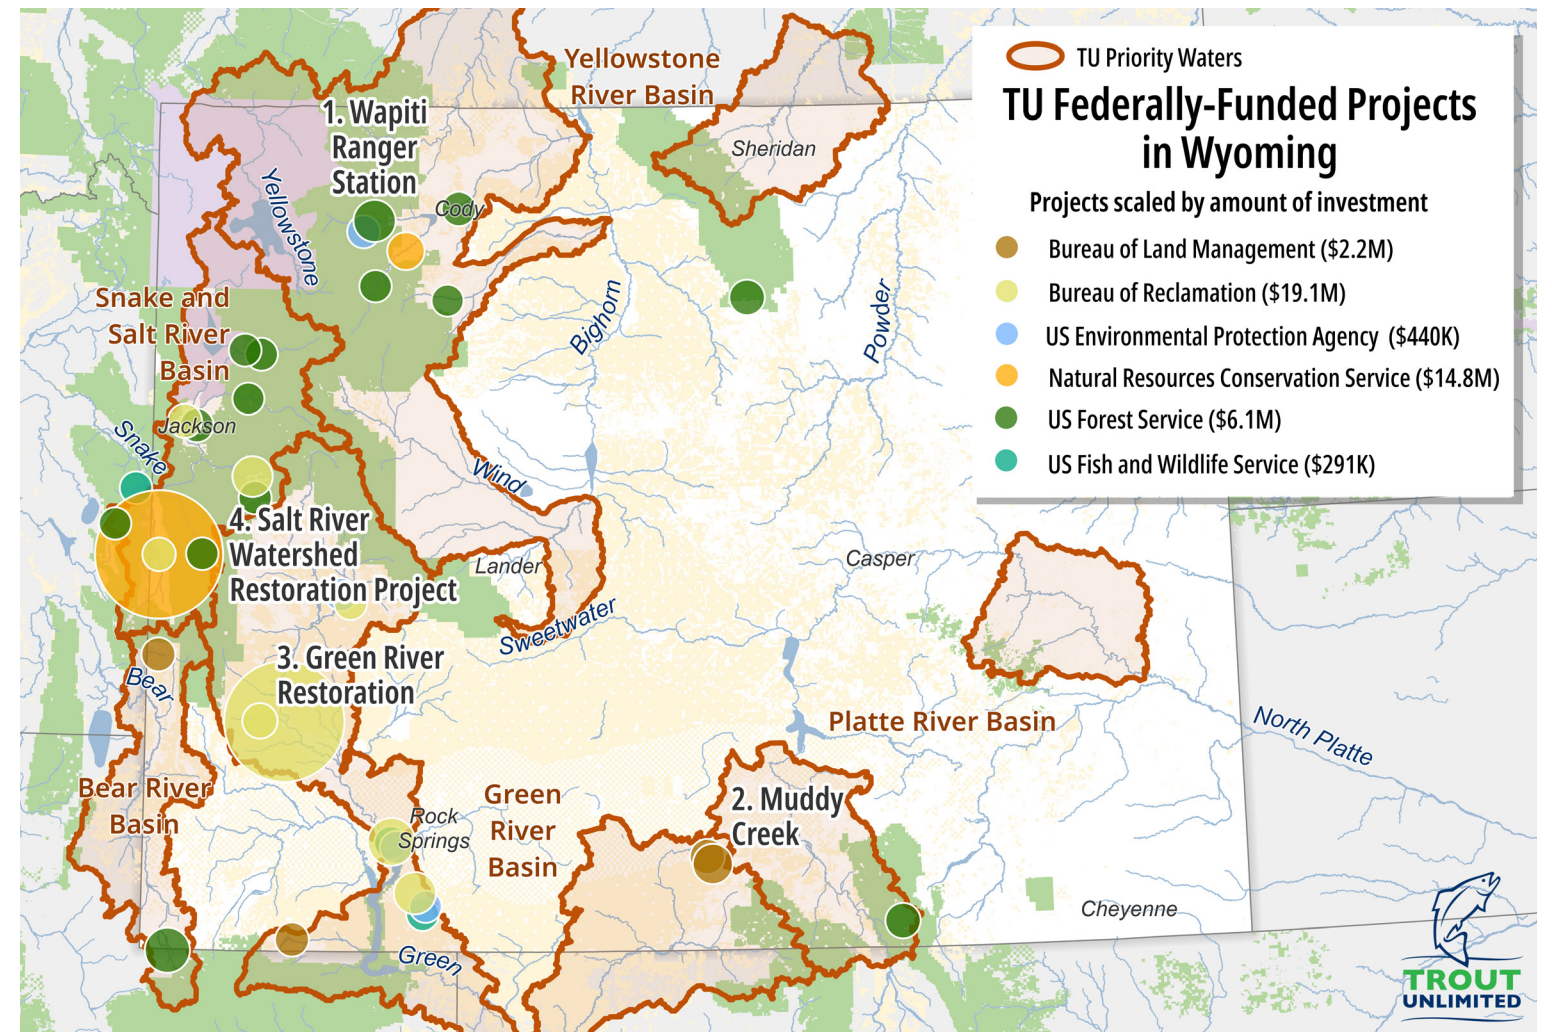 TU Priority Waters
TU Federally-Funded Projects
in Wyoming
Projects scaled by amount of investment
Bureau of Land Management ($2.2M)
Bureau of Reclamation ($19.1M)
US Environmental Protection Agency ($440K)
Natural Resources Conservation Service ($14.8M)
US Forest Service ($6.1M)
US Fish and Wildlife Service ($291K)
Yellowstone
River Basin
1. Wapiti
Ranger
Station
Sheridan
Yellowstone
Cody
Snake and
Salt River
Basin
Bighorn
Powder
Jackson
Snake
Wind
4. Salt River
Watershed
Restoration Project
Lander
Casper
Sweetwater
3. Green River
Restoration
Bear
Platte River Basin
North Platte
Bear River
Basin
Green
River
Basin
Rock
Springs
2. Muddy
Creek
Cheyenne
Green
TROUT
UNLIMITED